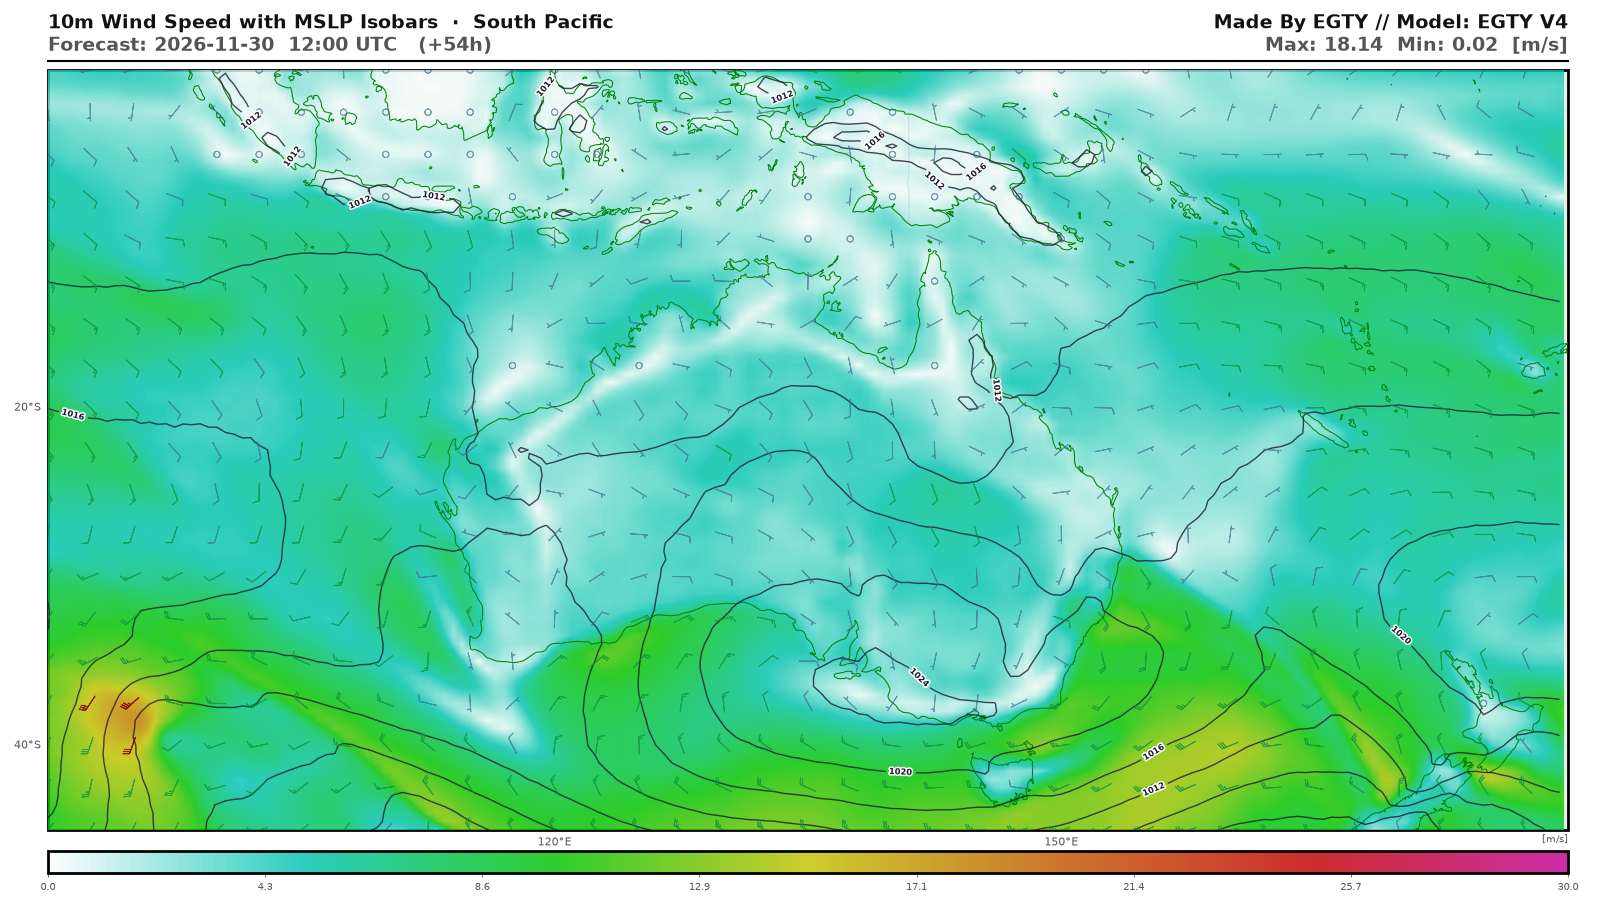 10m Wind Speed with MSLP Isobars · South Pacific
Made By EGTY // Model: EGTY V4
Forecast: 2026-11-30 12:00 UTC (+54h)
Max: 18.14 Min: 0.02 [m/s]
1012
1012
1012
1012
1016
1012
1012
1016
1012
1012
20°S
1016
1012
1020
1024
40°S
1016
1020
1012
120°E
150°E
[m/s]
0.0
4.3
8.6
12.9
17.1
21.4
25.7
30.0